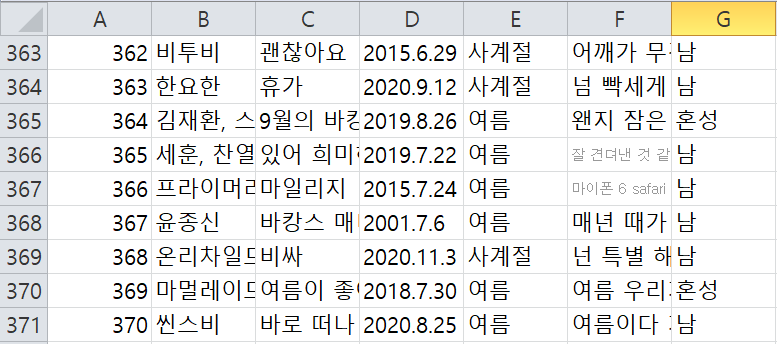 A B C D E F G
363 362 비투비 괜찮아요 2015.6.29 사계절 어깨가 무 남
364 363 한요한 휴가 2020.9.12 사계절 넘 빡세게 남
365 364 김재환, 스 9월의 바캉 2019.8.26 여름 왠지 잠은 혼성
366 365 세훈, 찬열 있어 희미하 2019.7.22 여름 잘 견뎌낸 것 같 남
367 366 프라이머리 마일리지 2015.7.24 여름 마이폰 6 safari 남
368 367 윤종신 바캉스 매 2001.7.6 여름 매년 때가 남
369 368 온리차일드 비싸 2020.11.3 사계절 넌 특별 해 남
370 369 마멀레이드 여름이 좋아 2018.7.30 여름 여름 우리 혼성
371 370 씬스비 바로 떠나 2020.8.25 여름 여름이다 남